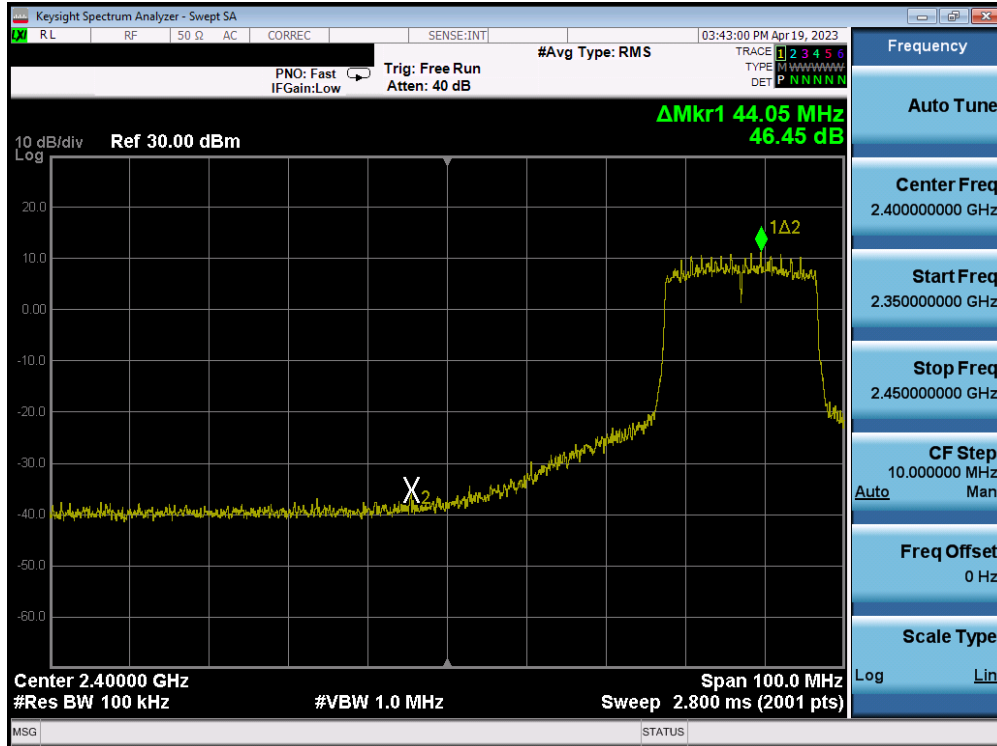 Keysight Spectrum Analyzer - Swept SA
LXI RL RF 50 Ω AC CORREC SENSE:INT 03:43:00 PM Apr 19, 2023
#Avg Type: RMS TRACE 1 2 3 4 5 6
PNO: Fast Trig: Free Run TYPE M WWWWW
IFGain:Low Atten: 40 dB DET P N N N N N
ΔMkr1 44.05 MHz
46.45 dB
10 dB/div Ref 30.00 dBm
Log
20.0
1Δ2
10.0
0.00
-10.0
-20.0
-30.0
X2
-40.0
-50.0
-60.0
Center 2.40000 GHz Span 100.0 MHz
#Res BW 100 kHz #VBW 1.0 MHz Sweep 2.800 ms (2001 pts)
MSG STATUS
Frequency
Auto Tune
Center Freq
2.400000000 GHz
Start Freq
2.350000000 GHz
Stop Freq
2.450000000 GHz
CF Step
10.000000 MHz
Auto Man
Freq Offset
0 Hz
Scale Type
Log Lin